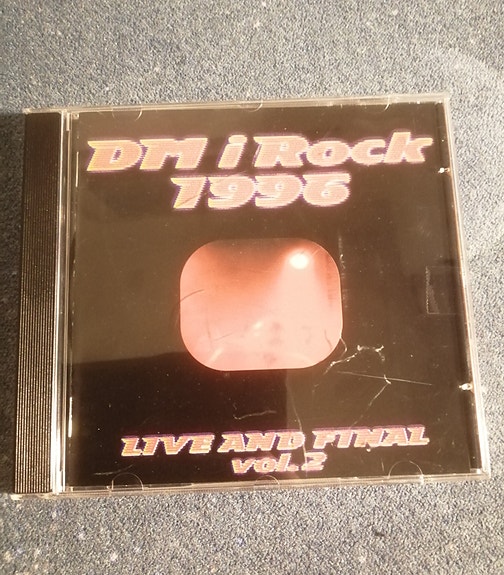 DM i Rock
1996
LIVE AND FINAL
vol.2